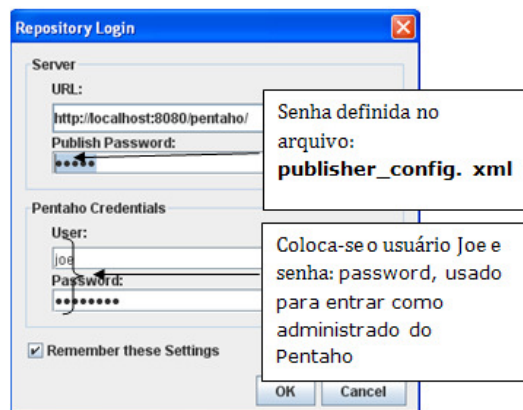 Repository Login
Server
URL:
http://localhost:8080/pentaho/
Publish Password:
•••••
Senha definida no
arquivo:
publisher_config. xml
Pentaho Credentials
User:
joe
Password:
••••••••
Coloca-se o usuário Joe e
senha: password, usado
para entrar como
administrado do
Pentaho
Remember these Settings
OK
Cancel